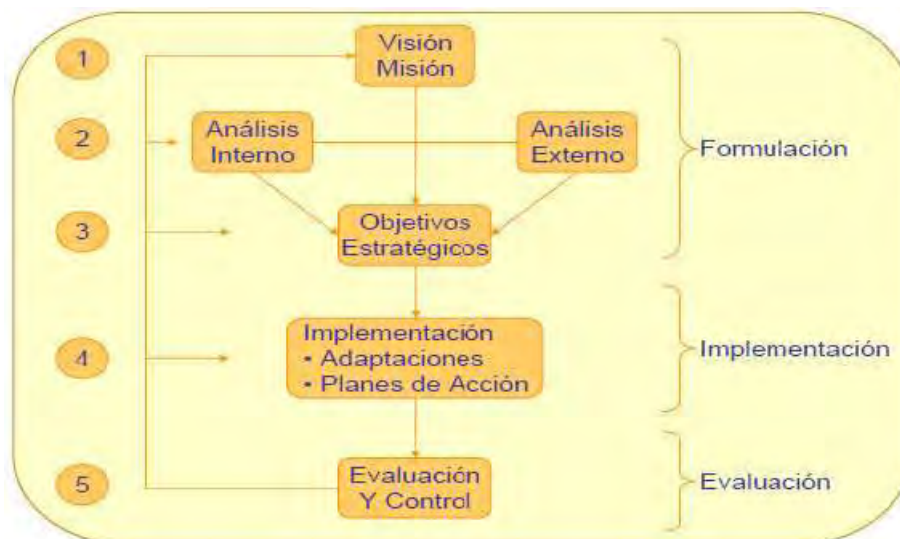 1
Visión
Misión
2
Análisis
Interno
Análisis
Externo
Formulación
3
Objetivos
Estratégicos
4
Implementación
▪ Adaptaciones
▪ Planes de Acción
Implementación
5
Evaluación
Y Control
Evaluación